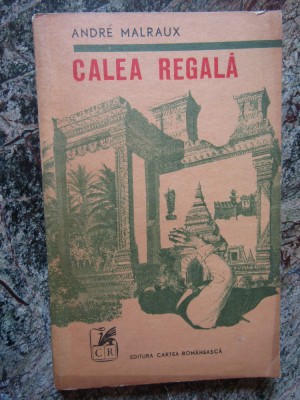 ANDRÉ MALRAUX
CALEA REGALĂ
CR
EDITURA CARTEA ROMÂNEASCĂ